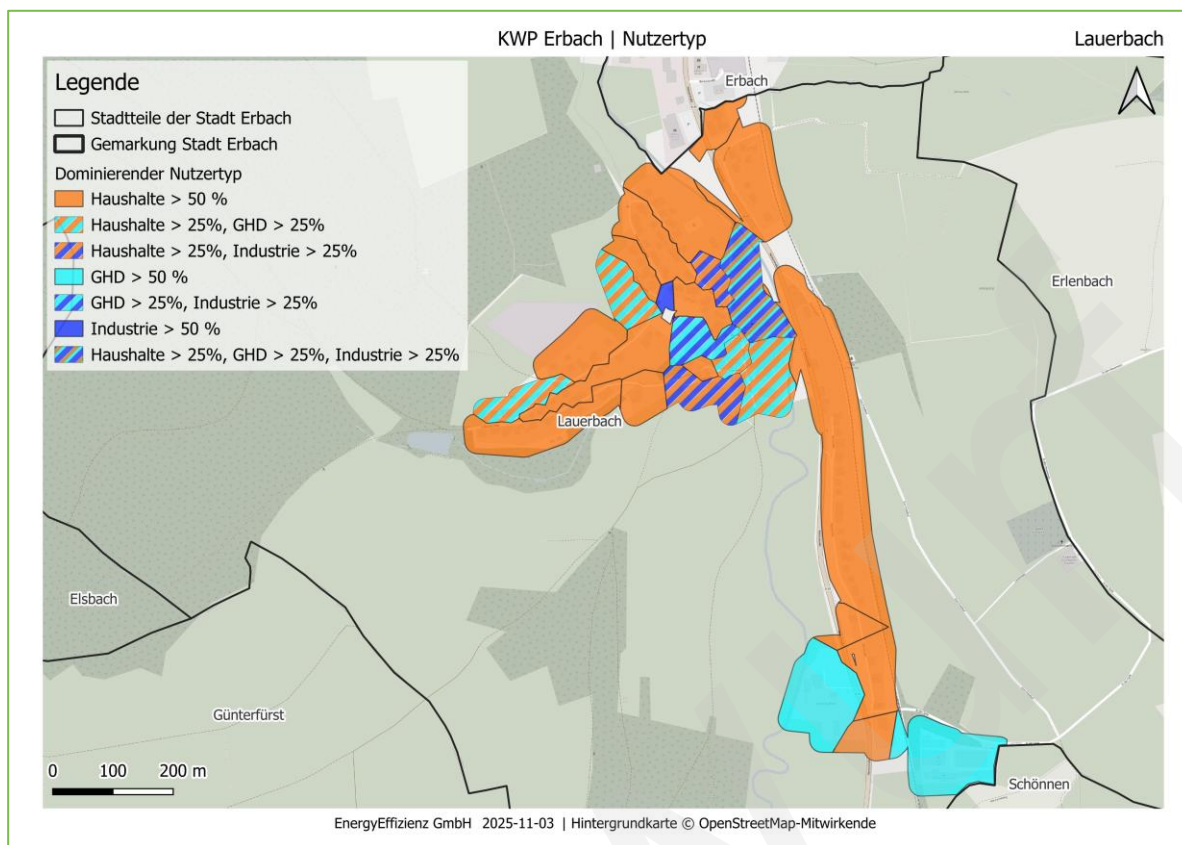 KWP Erbach | Nutzertyp
Lauerbach
Legende
Stadtteile der Stadt Erbach
Gemarkung Stadt Erbach
Dominierender Nutzertyp
Haushalte > 50 %
Haushalte > 25%, GHD > 25%
Haushalte > 25%, Industrie > 25%
GHD > 50 %
GHD > 25%, Industrie > 25%
Industrie > 50 %
Haushalte > 25%, GHD > 25%, Industrie > 25%
Erbach
Erlenbach
Lauerbach
Elsbach
Günterfürst
Schönnen
0 100 200 m
EnergyEffizienz GmbH 2025-11-03 | Hintergrundkarte © OpenStreetMap-Mitwirkende